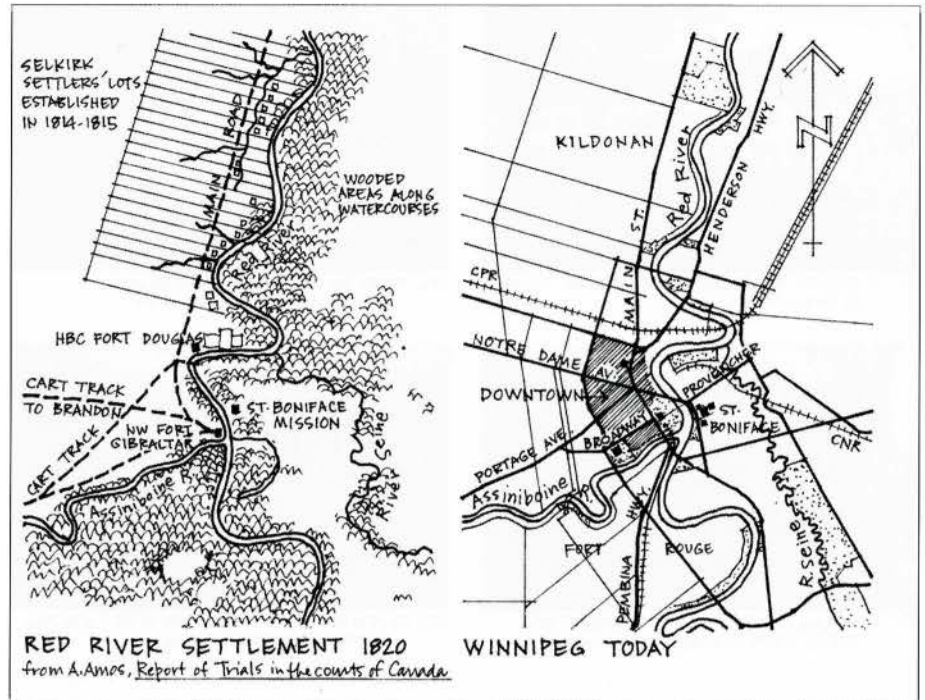 SELKIRK
SETTLERS' LOTS
ESTABLISHED
IN 1814-1815
MAIN ROAD
Red River
WOODED
AREAS ALONG
WATERCOURSES
HBC FORT DOUGLAS
CART TRACK
TO BRANDON
ST. BONIFACE
MISSION
NW FORT
GIBRALTAR
CART TRACK
Assiniboine R.
River Seine
RED RIVER SETTLEMENT 1820
from A. Amos, Report of Trials in the courts of Canada
KILDONAN
Red River
HENDERSON HWY.
MAIN ST.
N
CPR
NOTRE DAME AV.
DOWNTOWN
PROVENCHER
ST.
BONIFACE
BROADWAY
PORTAGE AVE.
CNR
Assiniboine R.
PEMBINA HWY.
FORT ROUGE
R. Seine
WINNIPEG TODAY